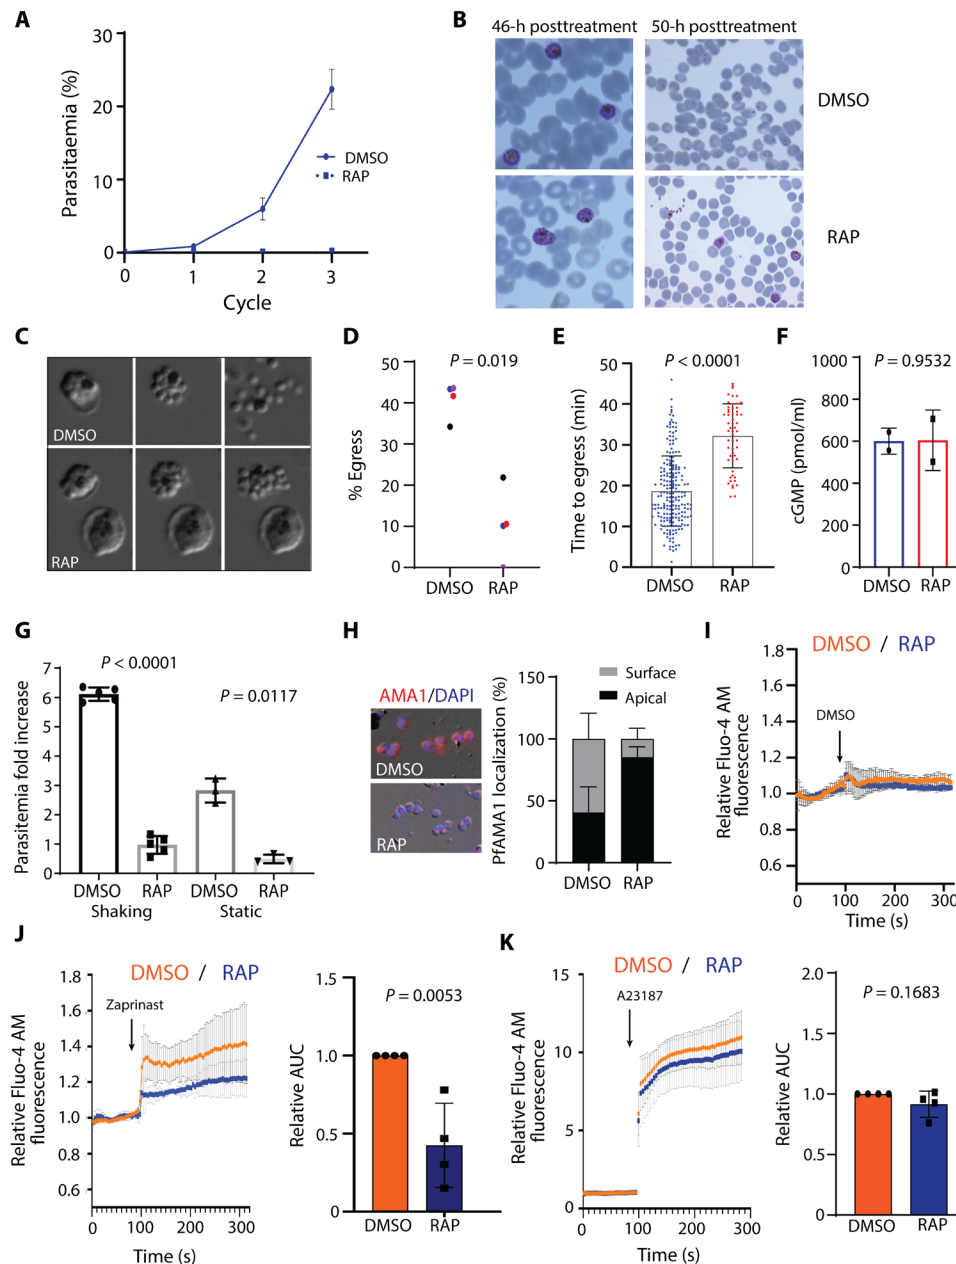 A
30
20
10
0
Parasitaemia (%)
0 1 2 3
Cycle
DMSO
RAP
B
46-h posttreatment 50-h posttreatment
DMSO
RAP
C
DMSO
RAP
D
P = 0.019
50
40
30
20
10
0
% Egress
DMSO RAP
E
P < 0.0001
50
40
30
20
10
0
Time to egress (min)
DMSO RAP
F
P = 0.9532
1000
800
600
400
200
0
cGMP (pmol/ml)
DMSO RAP
G
P < 0.0001
P = 0.0117
7
6
5
4
3
2
1
0
Parasitemia fold increase
DMSO RAP DMSO RAP
Shaking Static
H
AMA1/DAPI
DMSO
RAP
Surface
Apical
150
100
50
0
PfAMA1 localization (%)
DMSO RAP
I
DMSO / RAP
1.8
1.6
1.4
1.2
1.0
0.8
0.6
Relative Fluo-4 AM
fluorescence
DMSO
0 100 200 300
Time (s)
J
DMSO / RAP
Zaprinast
1.8
1.6
1.4
1.2
1.0
0.8
0.6
Relative Fluo-4 AM
fluorescence
0 100 200 300
Time (s)
P = 0.0053
1.5
1.0
0.5
0
Relative AUC
DMSO RAP
K
DMSO / RAP
A23187
15
10
5
0
Relative Fluo-4 AM
fluorescence
0 100 200 300
Time (s)
P = 0.1683
2.0
1.5
1.0
0.5
0.0
Relative AUC
DMSO RAP